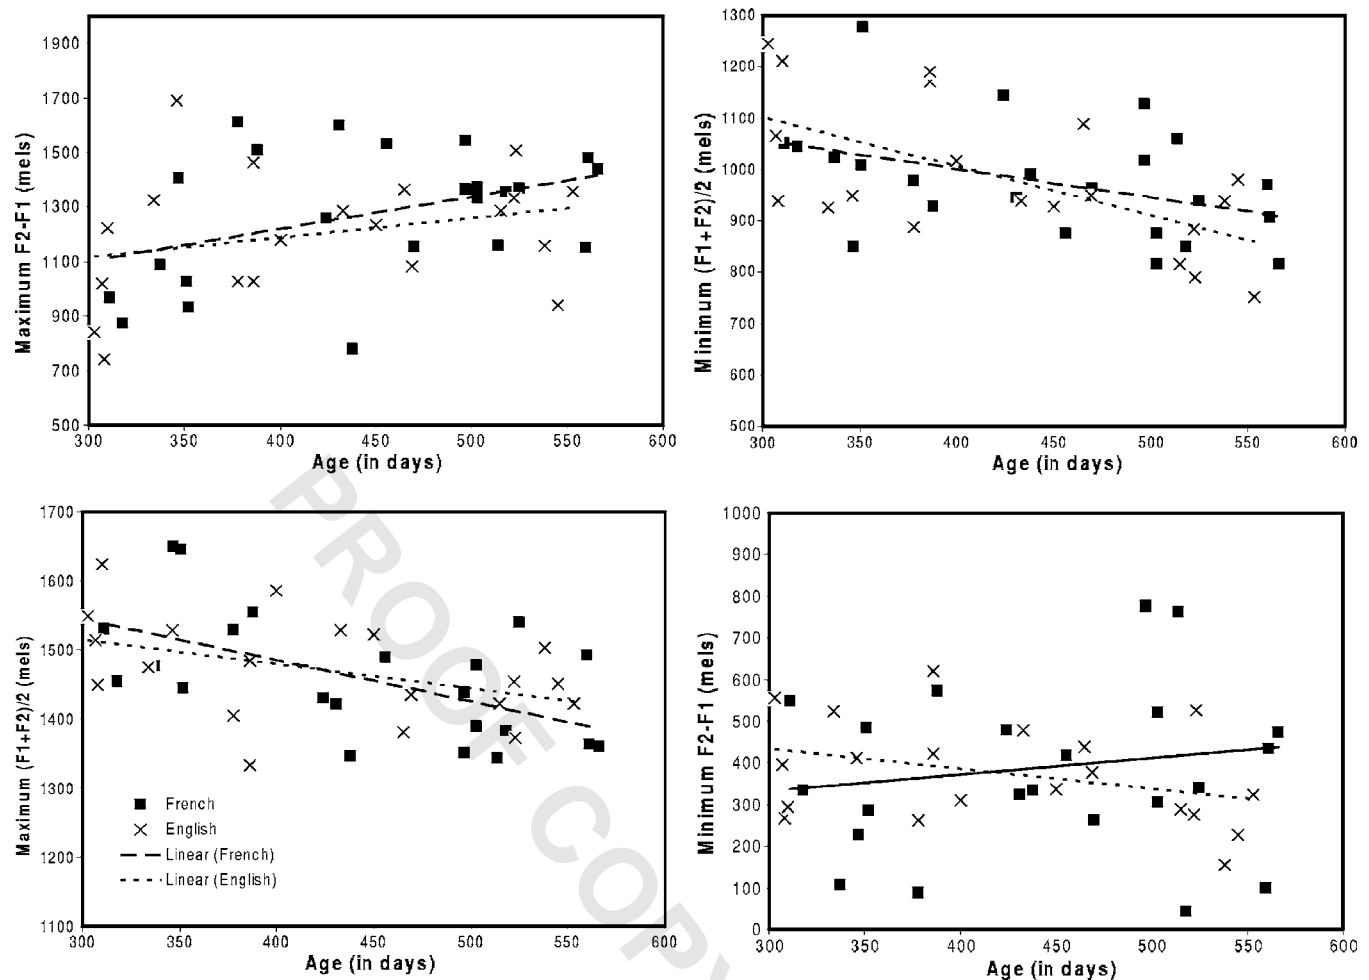 Maximum F2-F1 (mels)
1900
1700
1500
1300
1100
900
700
500
300 350 400 450 500 550 600
Age (in days)
Minimum (F1+F2)/2 (mels)
1300
1200
1100
1000
900
800
700
600
500
300 350 400 450 500 550 600
Age (in days)
Maximum (F1+F2)/2 (mels)
1700
1600
1500
1400
1300
1200
1100
French
English
Linear (French)
Linear (English)
300 350 400 450 500 550 600
Age (in days)
Minimum F2-F1 (mels)
1000
900
800
700
600
500
400
300
200
100
0
300 350 400 450 500 550 600
Age (in days)
PROOF COPY